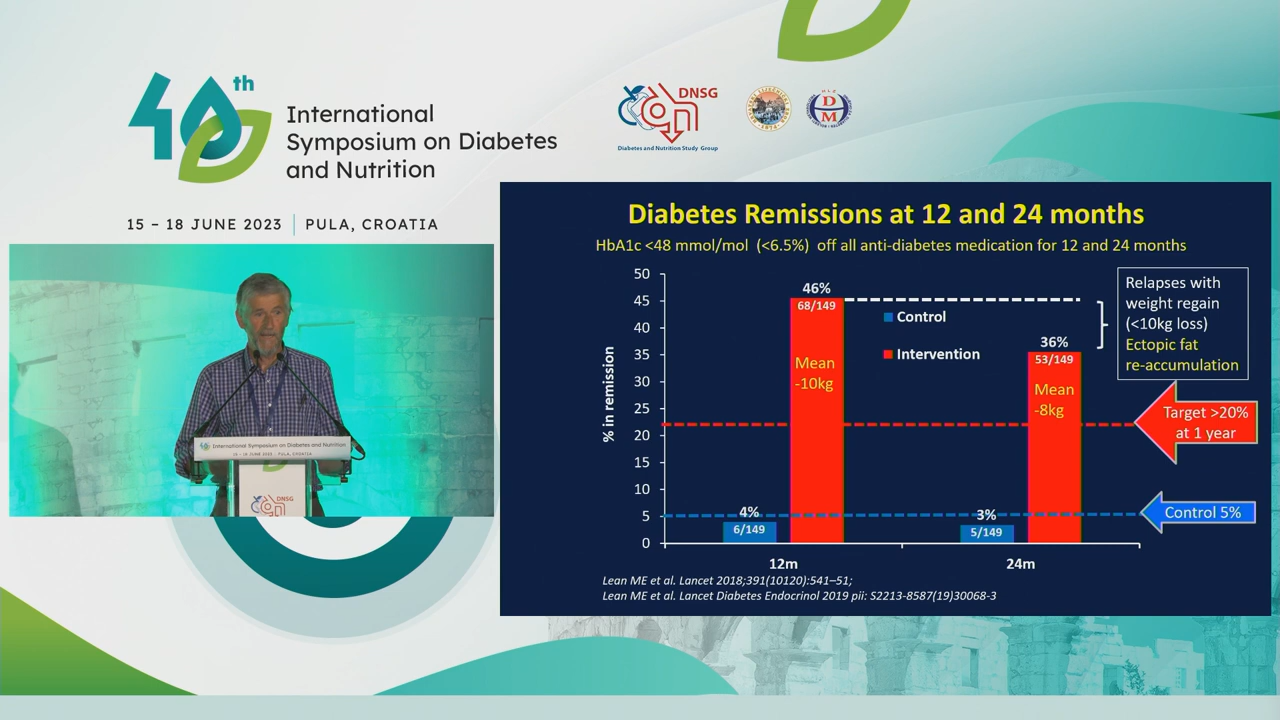 40th
International
Symposium on Diabetes
and Nutrition
15 – 18 JUNE 2023 | PULA, CROATIA
DNSG
Diabetes and Nutrition Study Group
D
M
Diabetes Remissions at 12 and 24 months
HbA1c <48 mmol/mol (<6.5%) off all anti-diabetes medication for 12 and 24 months
% in remission
50
45
40
35
30
25
20
15
10
5
0
46%
68/149
Mean
-10kg
Control
Intervention
36%
53/149
Mean
-8kg
4%
6/149
3%
5/149
12m
24m
Relapses with
weight regain
(<10kg loss)
Ectopic fat
re-accumulation
Target >20%
at 1 year
Control 5%
Lean ME et al. Lancet 2018;391(10120):541–51;
Lean ME et al. Lancet Diabetes Endocrinol 2019 pii: S2213-8587(19)30068-3
International Symposium on Diabetes and Nutrition
15 – 18 JUNE 2023 | PULA, CROATIA
DNSG